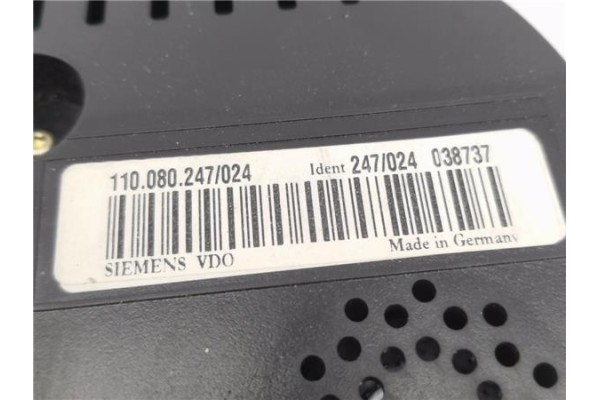 110.080.247/024 Ident 247/024 038737
SIEMENS VDO Made in Germany